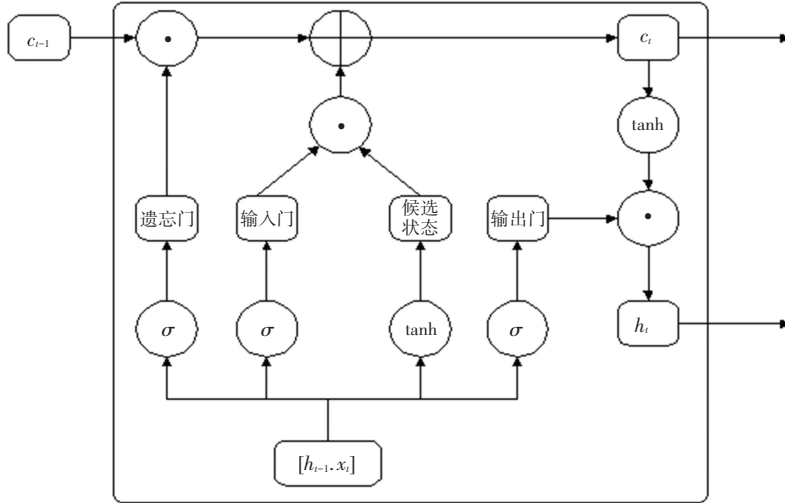 c_{t-1}
c_t
tanh
遗忘门
输入门
候选
状态
输出门
σ
σ
tanh
σ
h_t
[h_{t-1}.x_t]